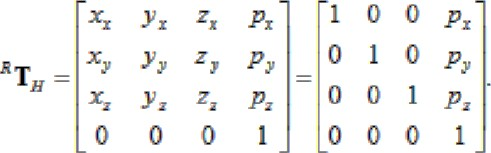 $${}^{R}\mathbf{T}_{H} = \begin{bmatrix} x_x & y_x & z_x & p_x \\ x_y & y_y & z_y & p_y \\ x_z & y_z & z_z & p_z \\ 0 & 0 & 0 & 1 \end{bmatrix} = \begin{bmatrix} 1 & 0 & 0 & p_x \\ 0 & 1 & 0 & p_y \\ 0 & 0 & 1 & p_z \\ 0 & 0 & 0 & 1 \end{bmatrix}.$$